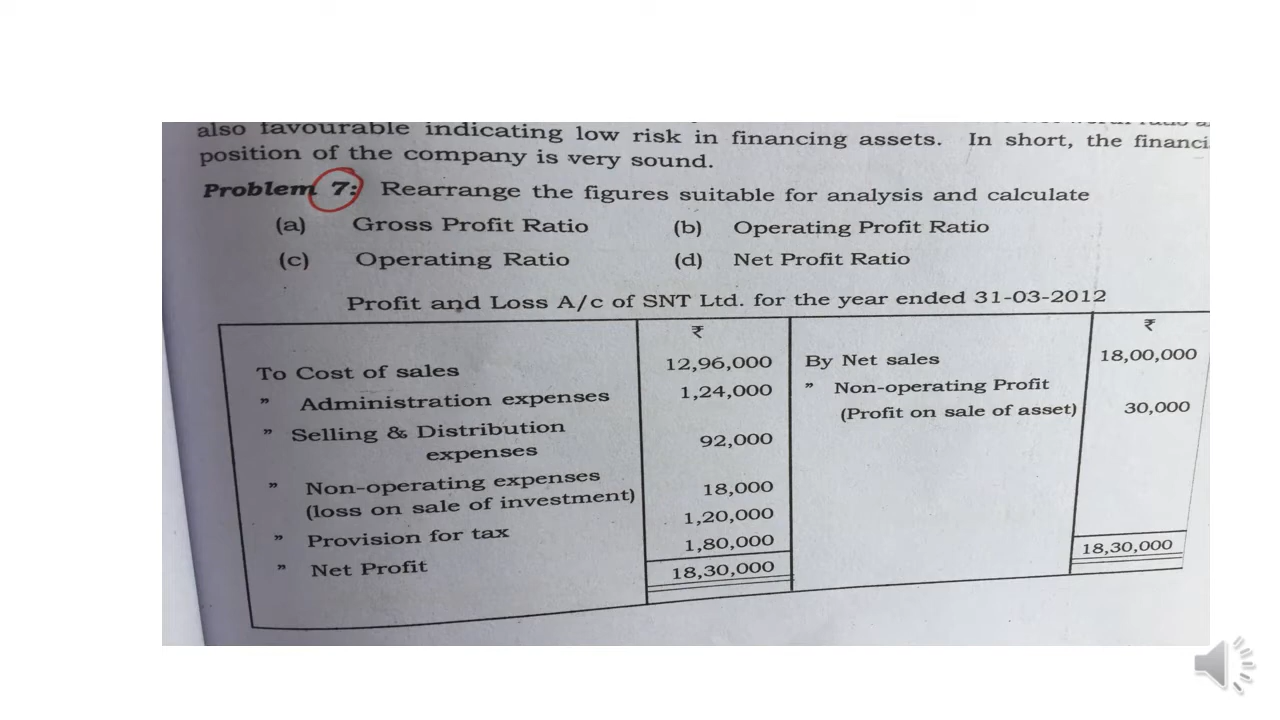 also favourable indicating low risk in financing assets. In short, the financi
position of the company is very sound.
Problem 7: Rearrange the figures suitable for analysis and calculate
(a) Gross Profit Ratio (b) Operating Profit Ratio
(c) Operating Ratio (d) Net Profit Ratio
Profit and Loss A/c of SNT Ltd. for the year ended 31-03-2012
₹ ₹
To Cost of sales 12,96,000 By Net sales 18,00,000
" Administration expenses 1,24,000 " Non-operating Profit
(Profit on sale of asset) 30,000
" Selling & Distribution
expenses 92,000
" Non-operating expenses
(loss on sale of investment) 18,000
" Provision for tax 1,20,000
" Net Profit 1,80,000
18,30,000 18,30,000